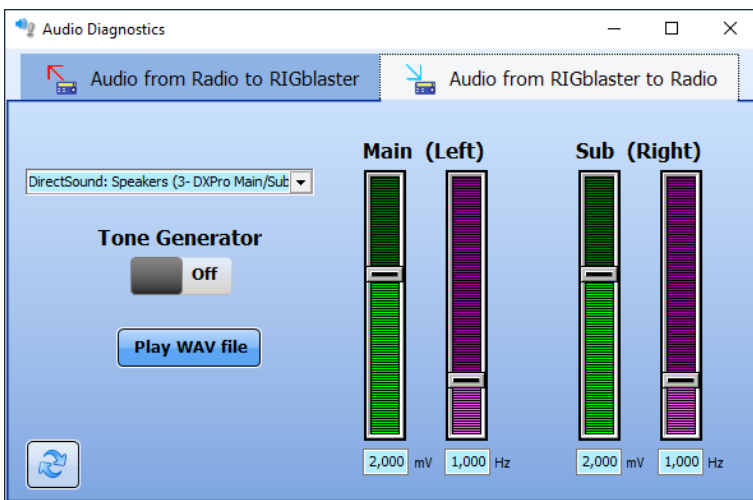 Audio Diagnostics
Audio from Radio to RIGblaster
Audio from RIGblaster to Radio
Main (Left)
Sub (Right)
DirectSound: Speakers (3- DXPro Main/Sub
Tone Generator
Off
Play WAV file
2,000 mV 1,000 Hz
2,000 mV 1,000 Hz